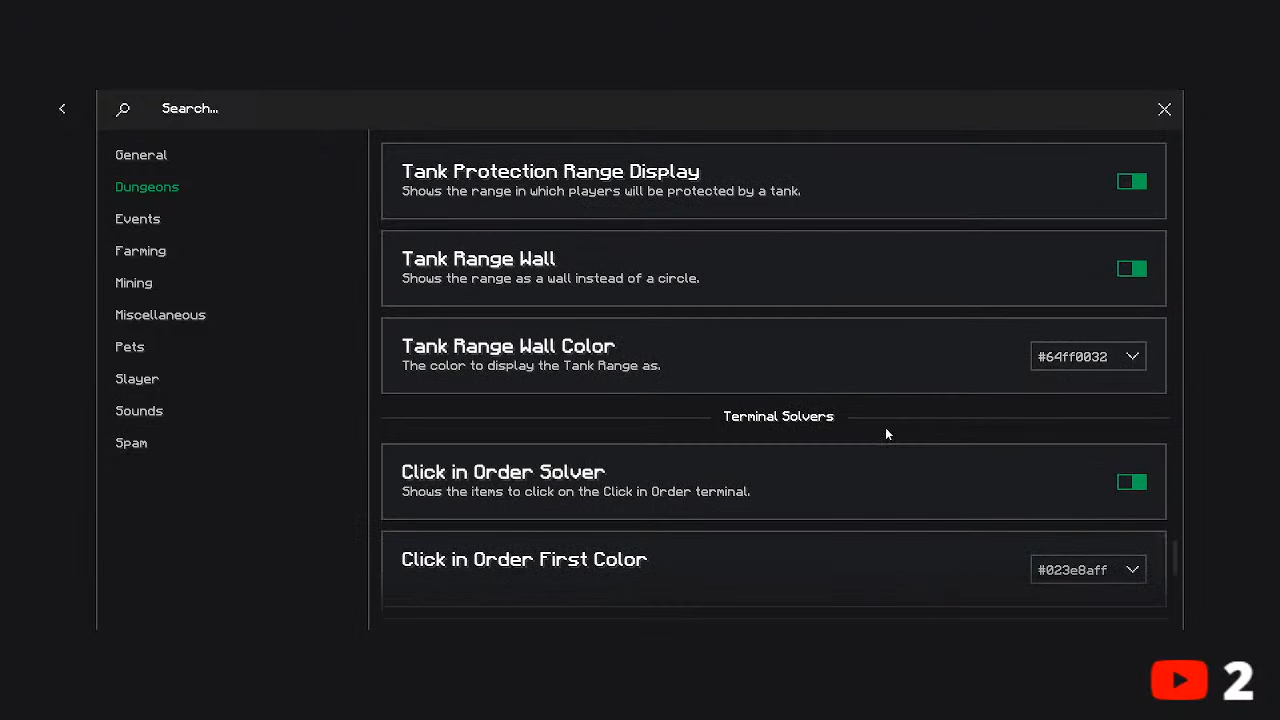 Search...
General
Dungeons
Events
Farming
Mining
Miscellaneous
Pets
Slayer
Sounds
Spam
Tank Protection Range Display
Shows the range in which players will be protected by a tank.
Tank Range Wall
Shows the range as a wall instead of a circle.
Tank Range Wall Color
The color to display the Tank Range as.
#64ff0032
Terminal Solvers
Click in Order Solver
Shows the items to click on the Click in Order terminal.
Click in Order First Color
#023e8aff
2